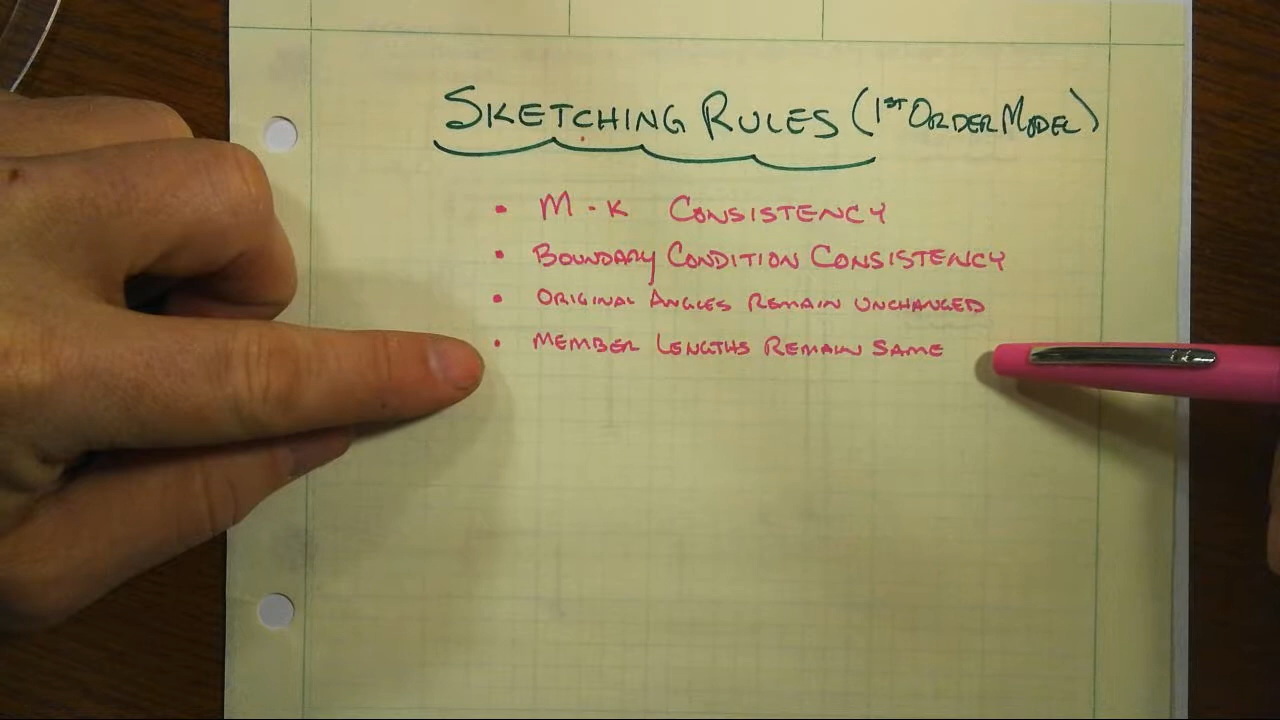 SKETCHING RULES (1ST ORDER MODEL)
• M - K CONSISTENCY
• BOUNDARY CONDITION CONSISTENCY
• ORIGINAL ANGLES REMAIN UNCHANGED
• MEMBER LENGTHS REMAIN SAME